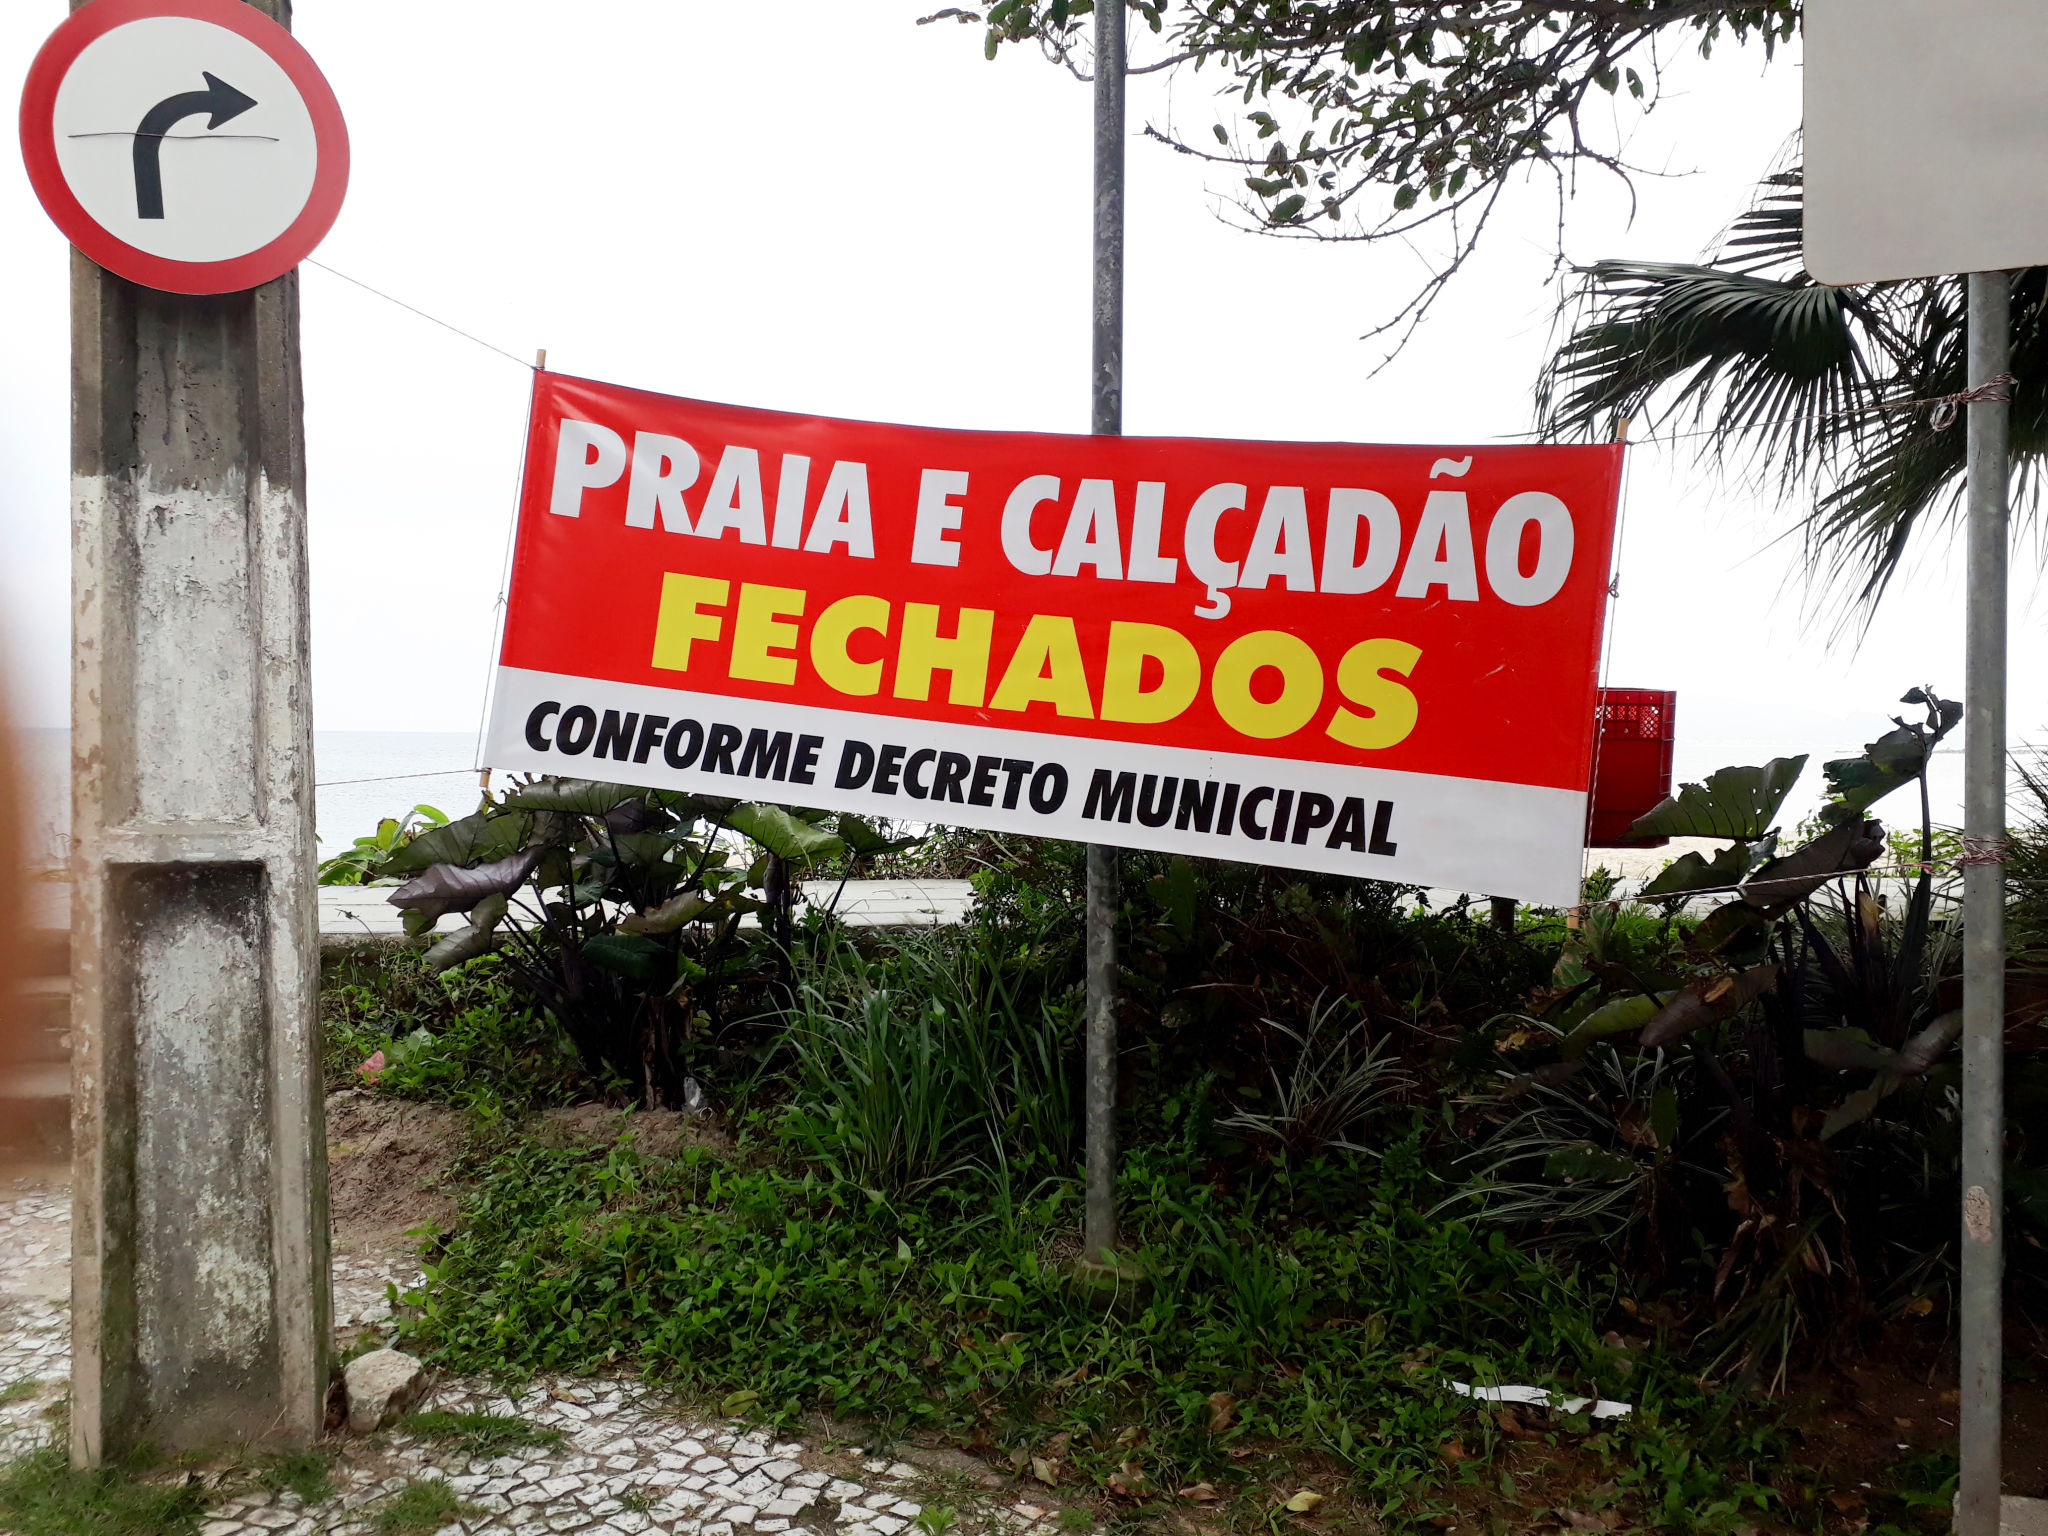 PRAIA E CALÇADÃO
FECHADOS
CONFORME DECRETO MUNICIPAL